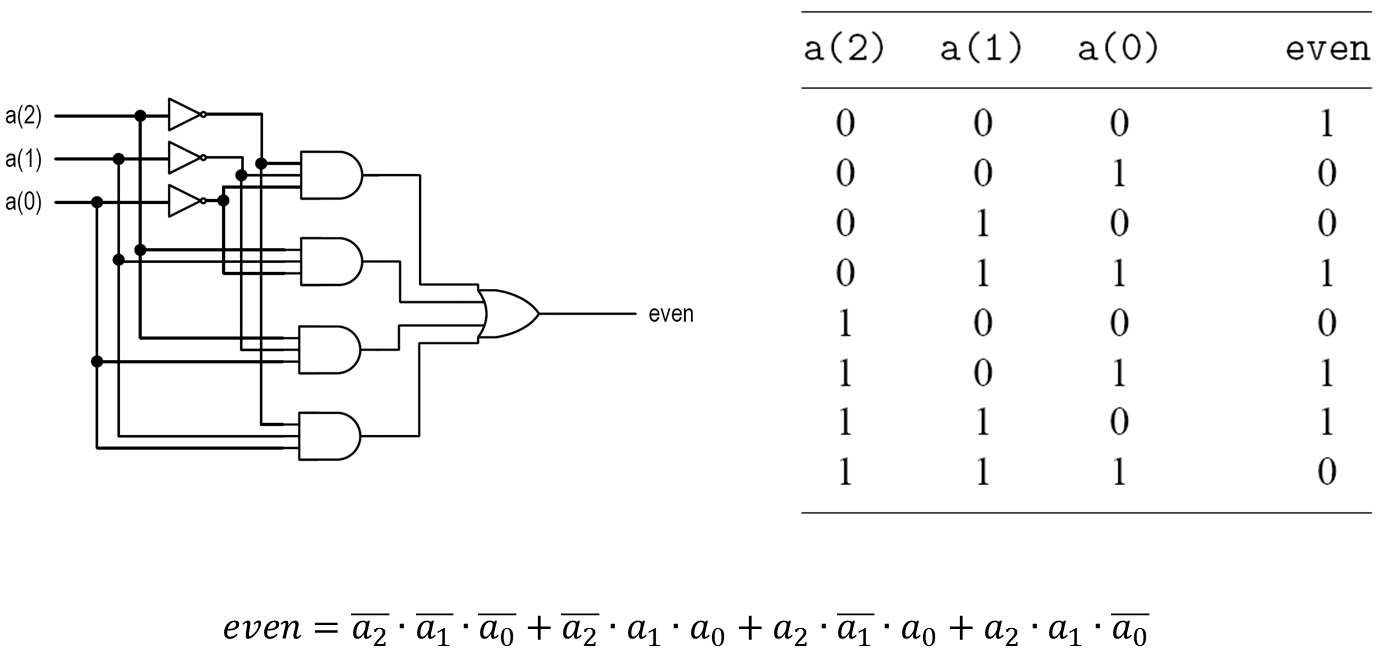 a(2)
a(1)
a(0)
even
a(2) a(1) a(0) even
0 0 0 1
0 0 1 0
0 1 0 0
0 1 1 1
1 0 0 0
1 0 1 1
1 1 0 1
1 1 1 0
even = a̅₂ · a̅₁ · a̅₀ + a̅₂ · a₁ · a₀ + a₂ · a̅₁ · a₀ + a₂ · a₁ · a̅₀